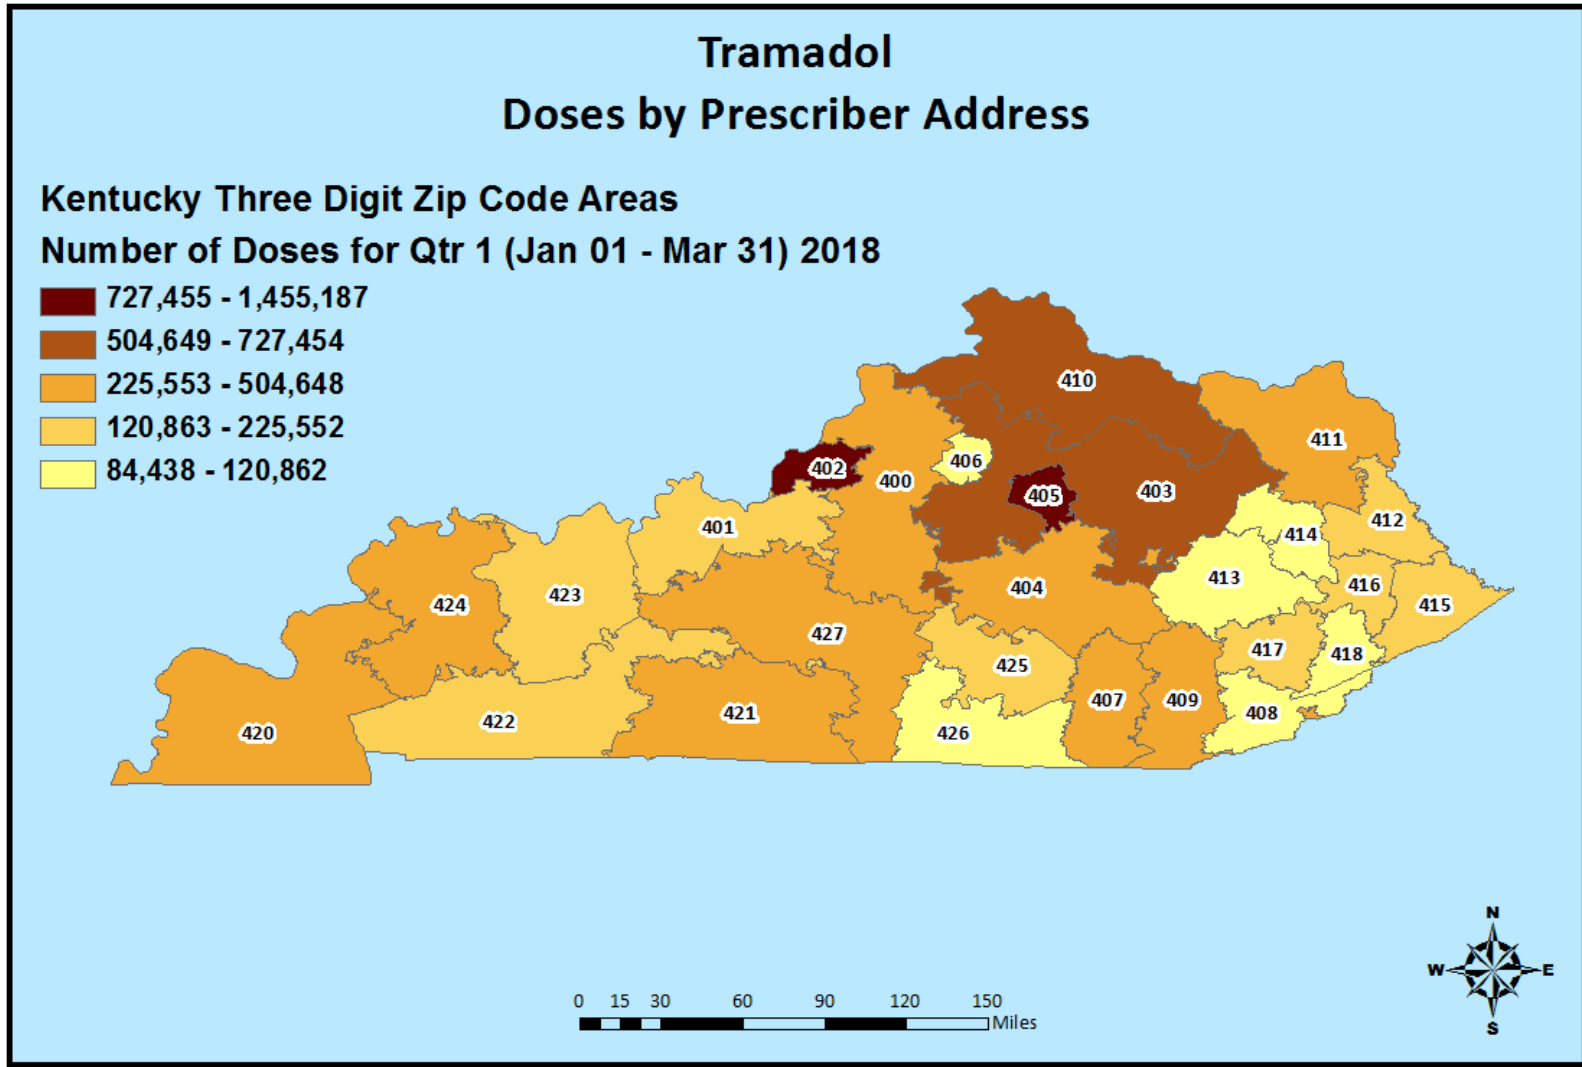 Tramadol
Doses by Prescriber Address
Kentucky Three Digit Zip Code Areas
Number of Doses for Qtr 1 (Jan 01 - Mar 31) 2018
727,455 - 1,455,187
504,649 - 727,454
225,553 - 504,648
120,863 - 225,552
84,438 - 120,862
410
411
402
406
400
405
403
401
412
414
413
404
416
415
424
423
427
425
417
418
407
409
408
420
422
421
426
0 15 30 60 90 120 150
Miles
N
W E
S